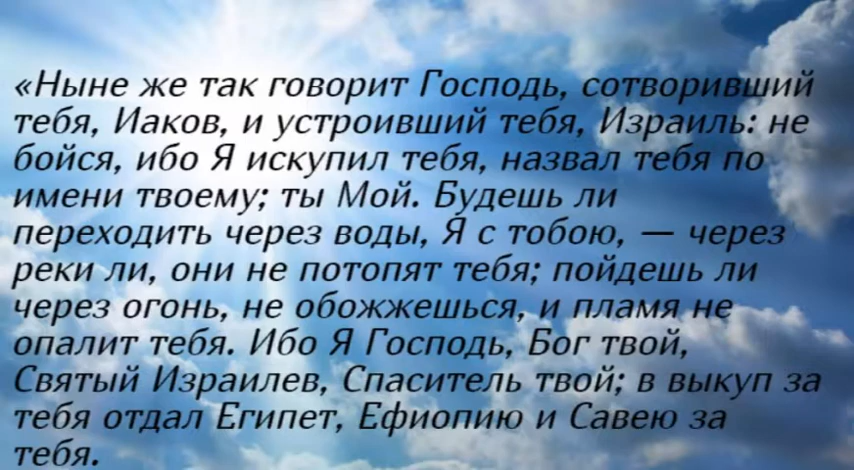 «Ныне же так говорит Господь, сотворивший
тебя, Иаков, и устроивший тебя, Израиль: не
бойся, ибо Я искупил тебя, назвал тебя по
имени твоему; ты Мой. Будешь ли
переходить через воды, Я с тобою, — через
реки ли, они не потопят тебя; пойдешь ли
через огонь, не обожжешься, и пламя не
опалит тебя. Ибо Я Господь, Бог твой,
Святый Израилев, Спаситель твой; в выкуп за
тебя отдал Египет, Ефиопию и Савею за
тебя.